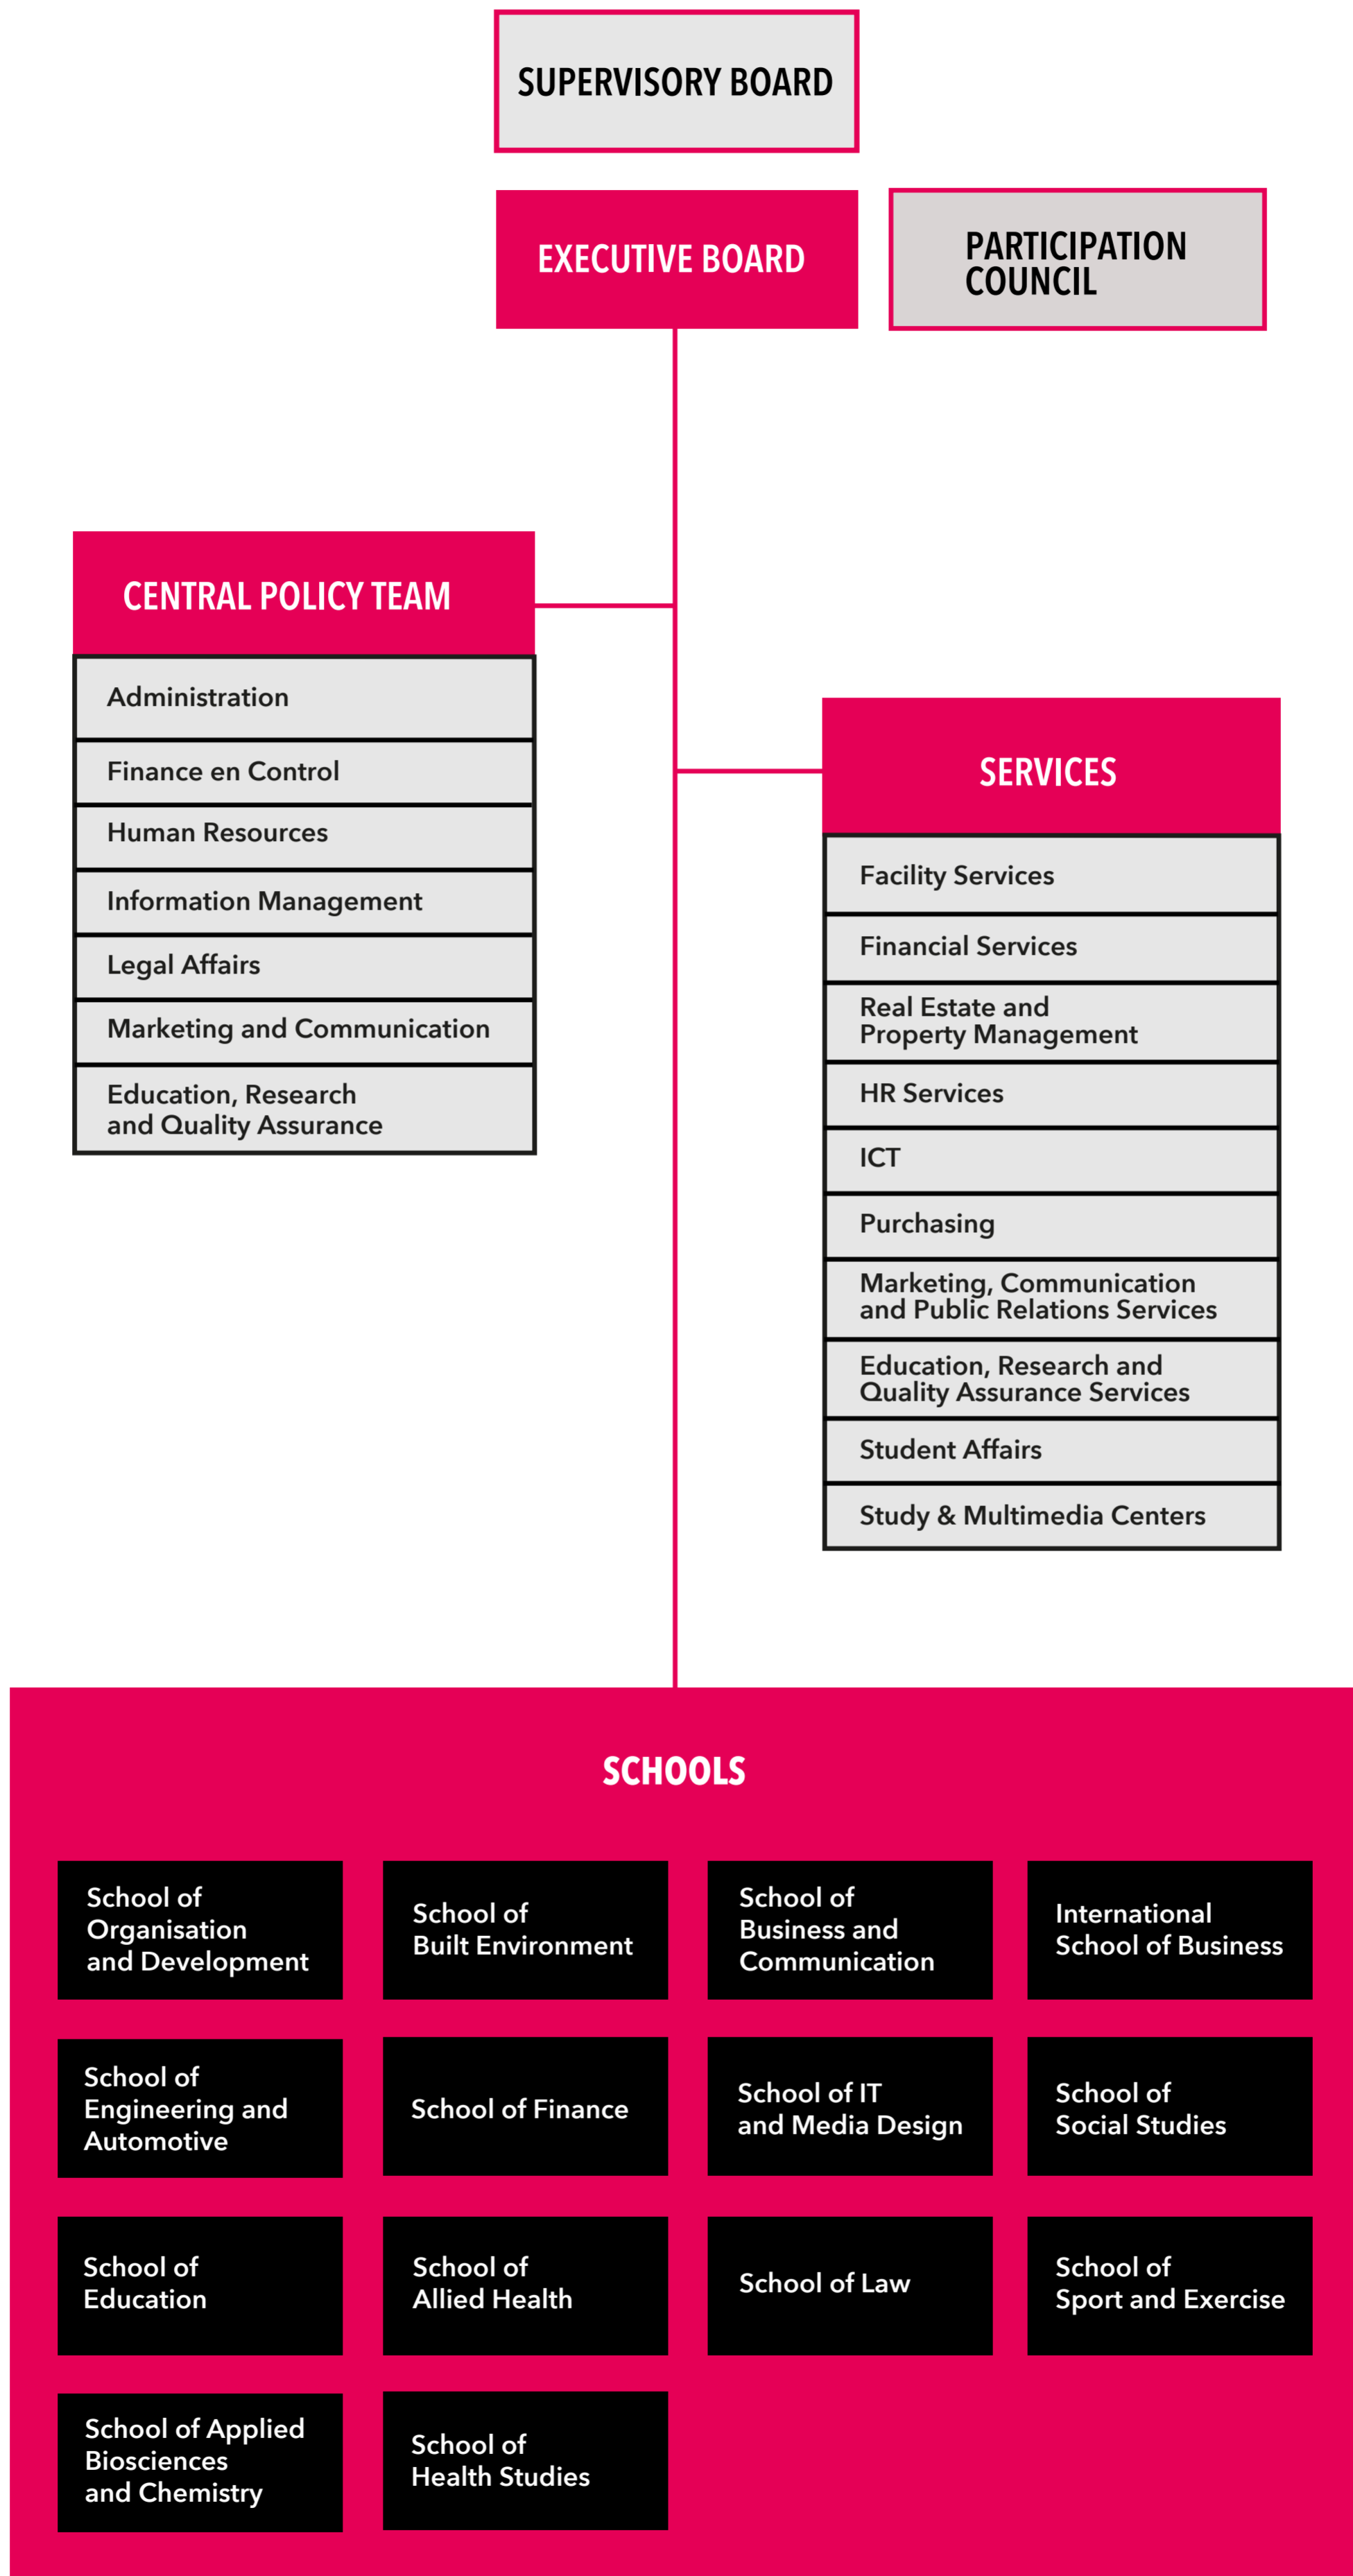 SUPERVISORY BOARD
EXECUTIVE BOARD
PARTICIPATION
COUNCIL
CENTRAL POLICY TEAM
Administration
Finance en Control
Human Resources
Information Management
Legal Affairs
Marketing and Communication
Education, Research
and Quality Assurance
SERVICES
Facility Services
Financial Services
Real Estate and
Property Management
HR Services
ICT
Purchasing
Marketing, Communication
and Public Relations Services
Education, Research and
Quality Assurance Services
Student Affairs
Study & Multimedia Centers
SCHOOLS
School of
Organisation
and Development
School of
Built Environment
School of
Business and
Communication
International
School of Business
School of
Engineering and
Automotive
School of Finance
School of IT
and Media Design
School of
Social Studies
School of
Education
School of
Allied Health
School of Law
School of
Sport and Exercise
School of Applied
Biosciences
and Chemistry
School of
Health Studies